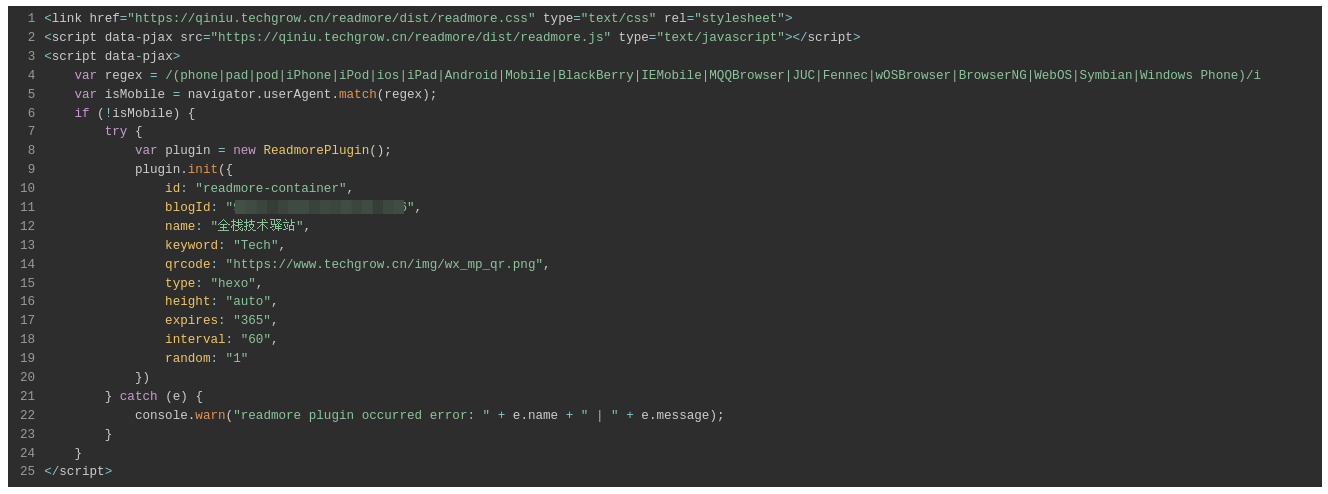 1 <link href="https://qiniu.techgrow.cn/readmore/dist/readmore.css" type="text/css" rel="stylesheet">
2 <script data-pjax src="https://qiniu.techgrow.cn/readmore/dist/readmore.js" type="text/javascript"></script>
3 <script data-pjax>
4     var regex = /(phone|pad|pod|iPhone|iPod|ios|iPad|Android|Mobile|BlackBerry|IEMobile|MQQBrowser|JUC|Fennec|wOSBrowser|BrowserNG|WebOS|Symbian|Windows Phone)/i
5     var isMobile = navigator.userAgent.match(regex);
6     if (!isMobile) {
7         try {
8             var plugin = new ReadmorePlugin();
9             plugin.init({
10                 id: "readmore-container",
11                 blogId: "6",
12                 name: "全栈技术驿站",
13                 keyword: "Tech",
14                 qrcode: "https://www.techgrow.cn/img/wx_mp_qr.png",
15                 type: "hexo",
16                 height: "auto",
17                 expires: "365",
18                 interval: "60",
19                 random: "1"
20             })
21         } catch (e) {
22             console.warn("readmore plugin occurred error: " + e.name + " | " + e.message);
23         }
24     }
25 </script>